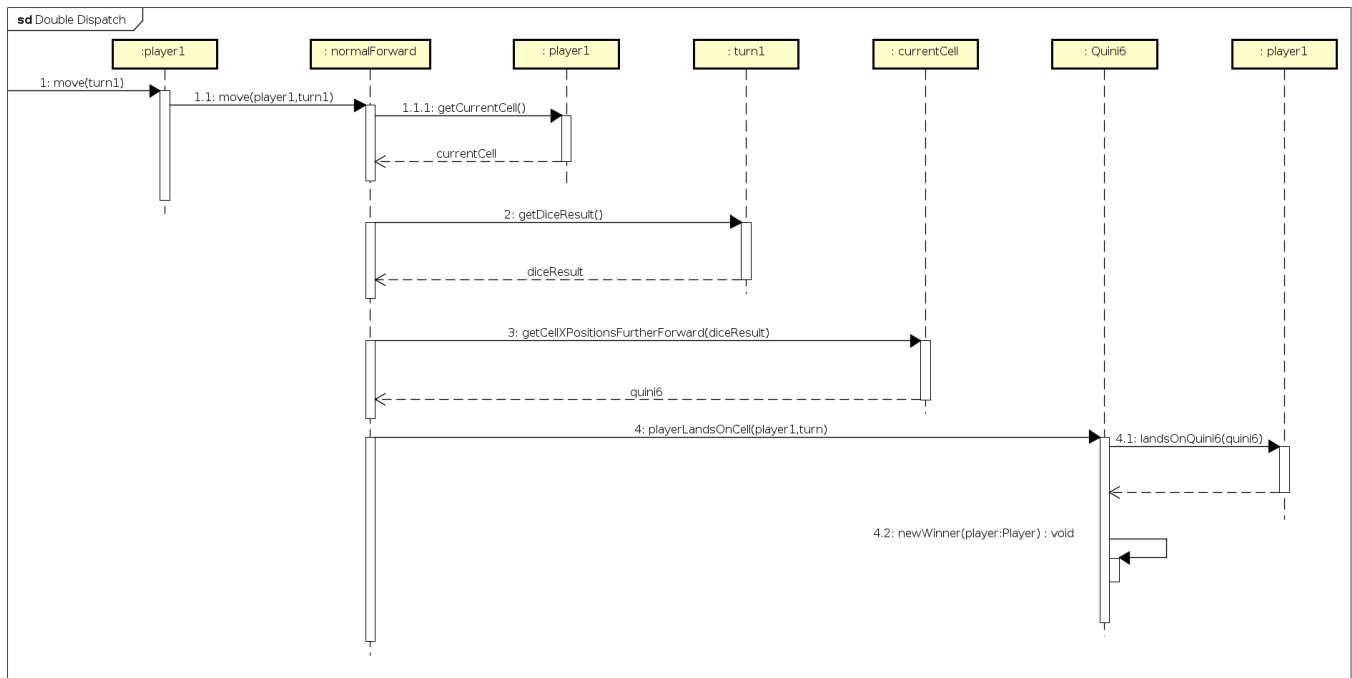 sd Double Dispatch
:player1
: normalForward
: player1
: turn1
: currentCell
: Quini6
: player1
1: move(turn1)
1.1: move(player1,turn1)
1.1.1: getCurrentCell()
currentCell
2: getDiceResult()
diceResult
3: getCellXPositionsFurtherForward(diceResult)
quini6
4: playerLandsOnCell(player1,turn)
4.1: landsOnQuini6(quini6)
4.2: newWinner(player:Player) : void